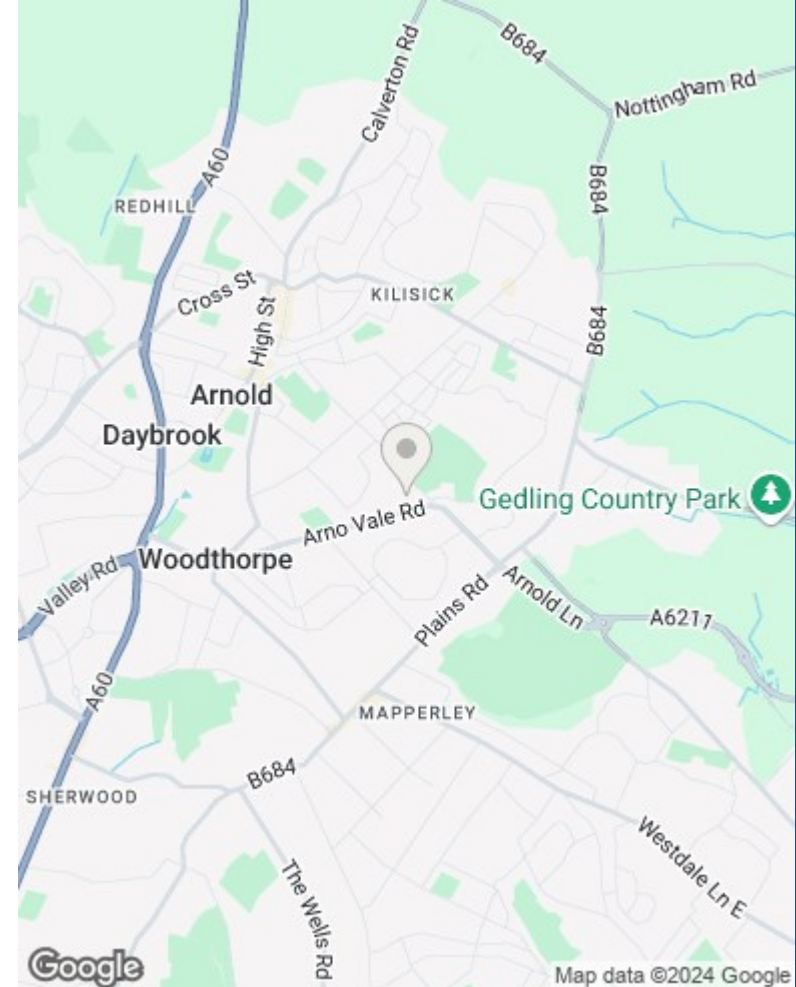 B684
Nottingham Rd
Calverton Rd
A60
B684
REDHILL
Cross St
KILISICK
High St
B684
Arnold
Daybrook
Gedling Country Park
Arno Vale Rd
Woodthorpe
Valley Rd
Plains Rd
Arnold Ln
A6211
A60
MAPPERLEY
B684
SHERWOOD
Westdale Ln E
The Wells Rd
Google
Map data ©2024 Google